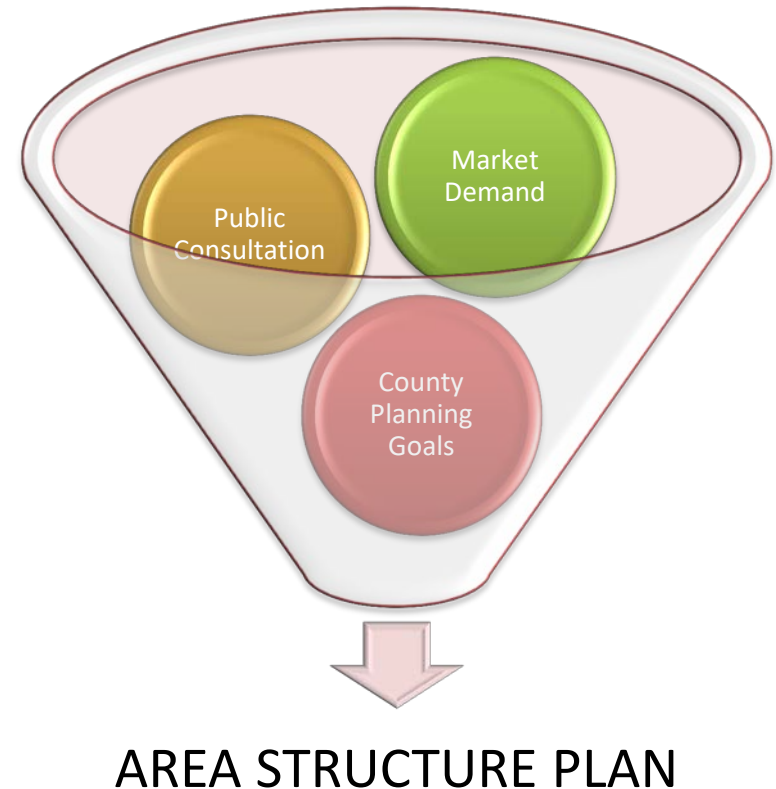 Market
Demand
Public
Consultation
County
Planning
Goals
AREA STRUCTURE PLAN